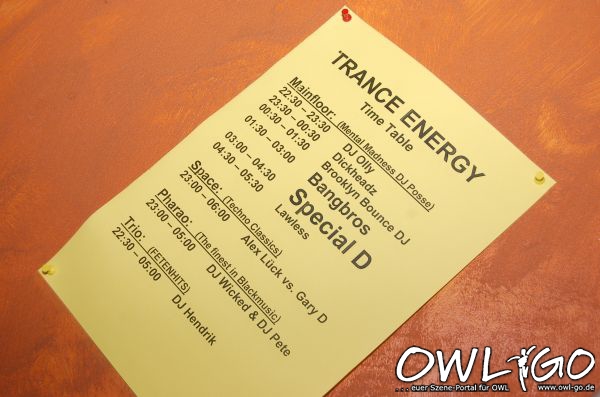 TRANCE ENERGY
Time Table
Mainfloor: (Mental Madness DJ Posse)
22:30 – 23:30 DJ Olly
23:30 – 00:30 Dickheadz
00:30 – 01:30 Brooklyn Bounce DJ
01:30 – 03:00 Bangbros
03:00 – 04:30 Special D
04:30 – 05:30 Lawless
Space: (Techno Classics)
23:00 – 06:00 Alex Lück vs. Gary D
Pharao: (The finest in Blackmusic)
23:00 – 05:00 DJ Wicked & DJ Pete
Trio: (FETENHITS)
22:30 – 05:00 DJ Hendrik
OWL GO
...euer Szene-Portal für OWL www.owl-go.de